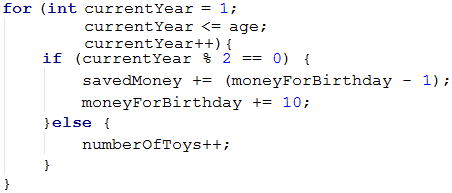 for (int currentYear = 1;
currentYear <= age;
currentYear++){
if (currentYear % 2 == 0) {
savedMoney += (moneyForBirthday - 1);
moneyForBirthday += 10;
}else {
numberOfToys++;
}
}